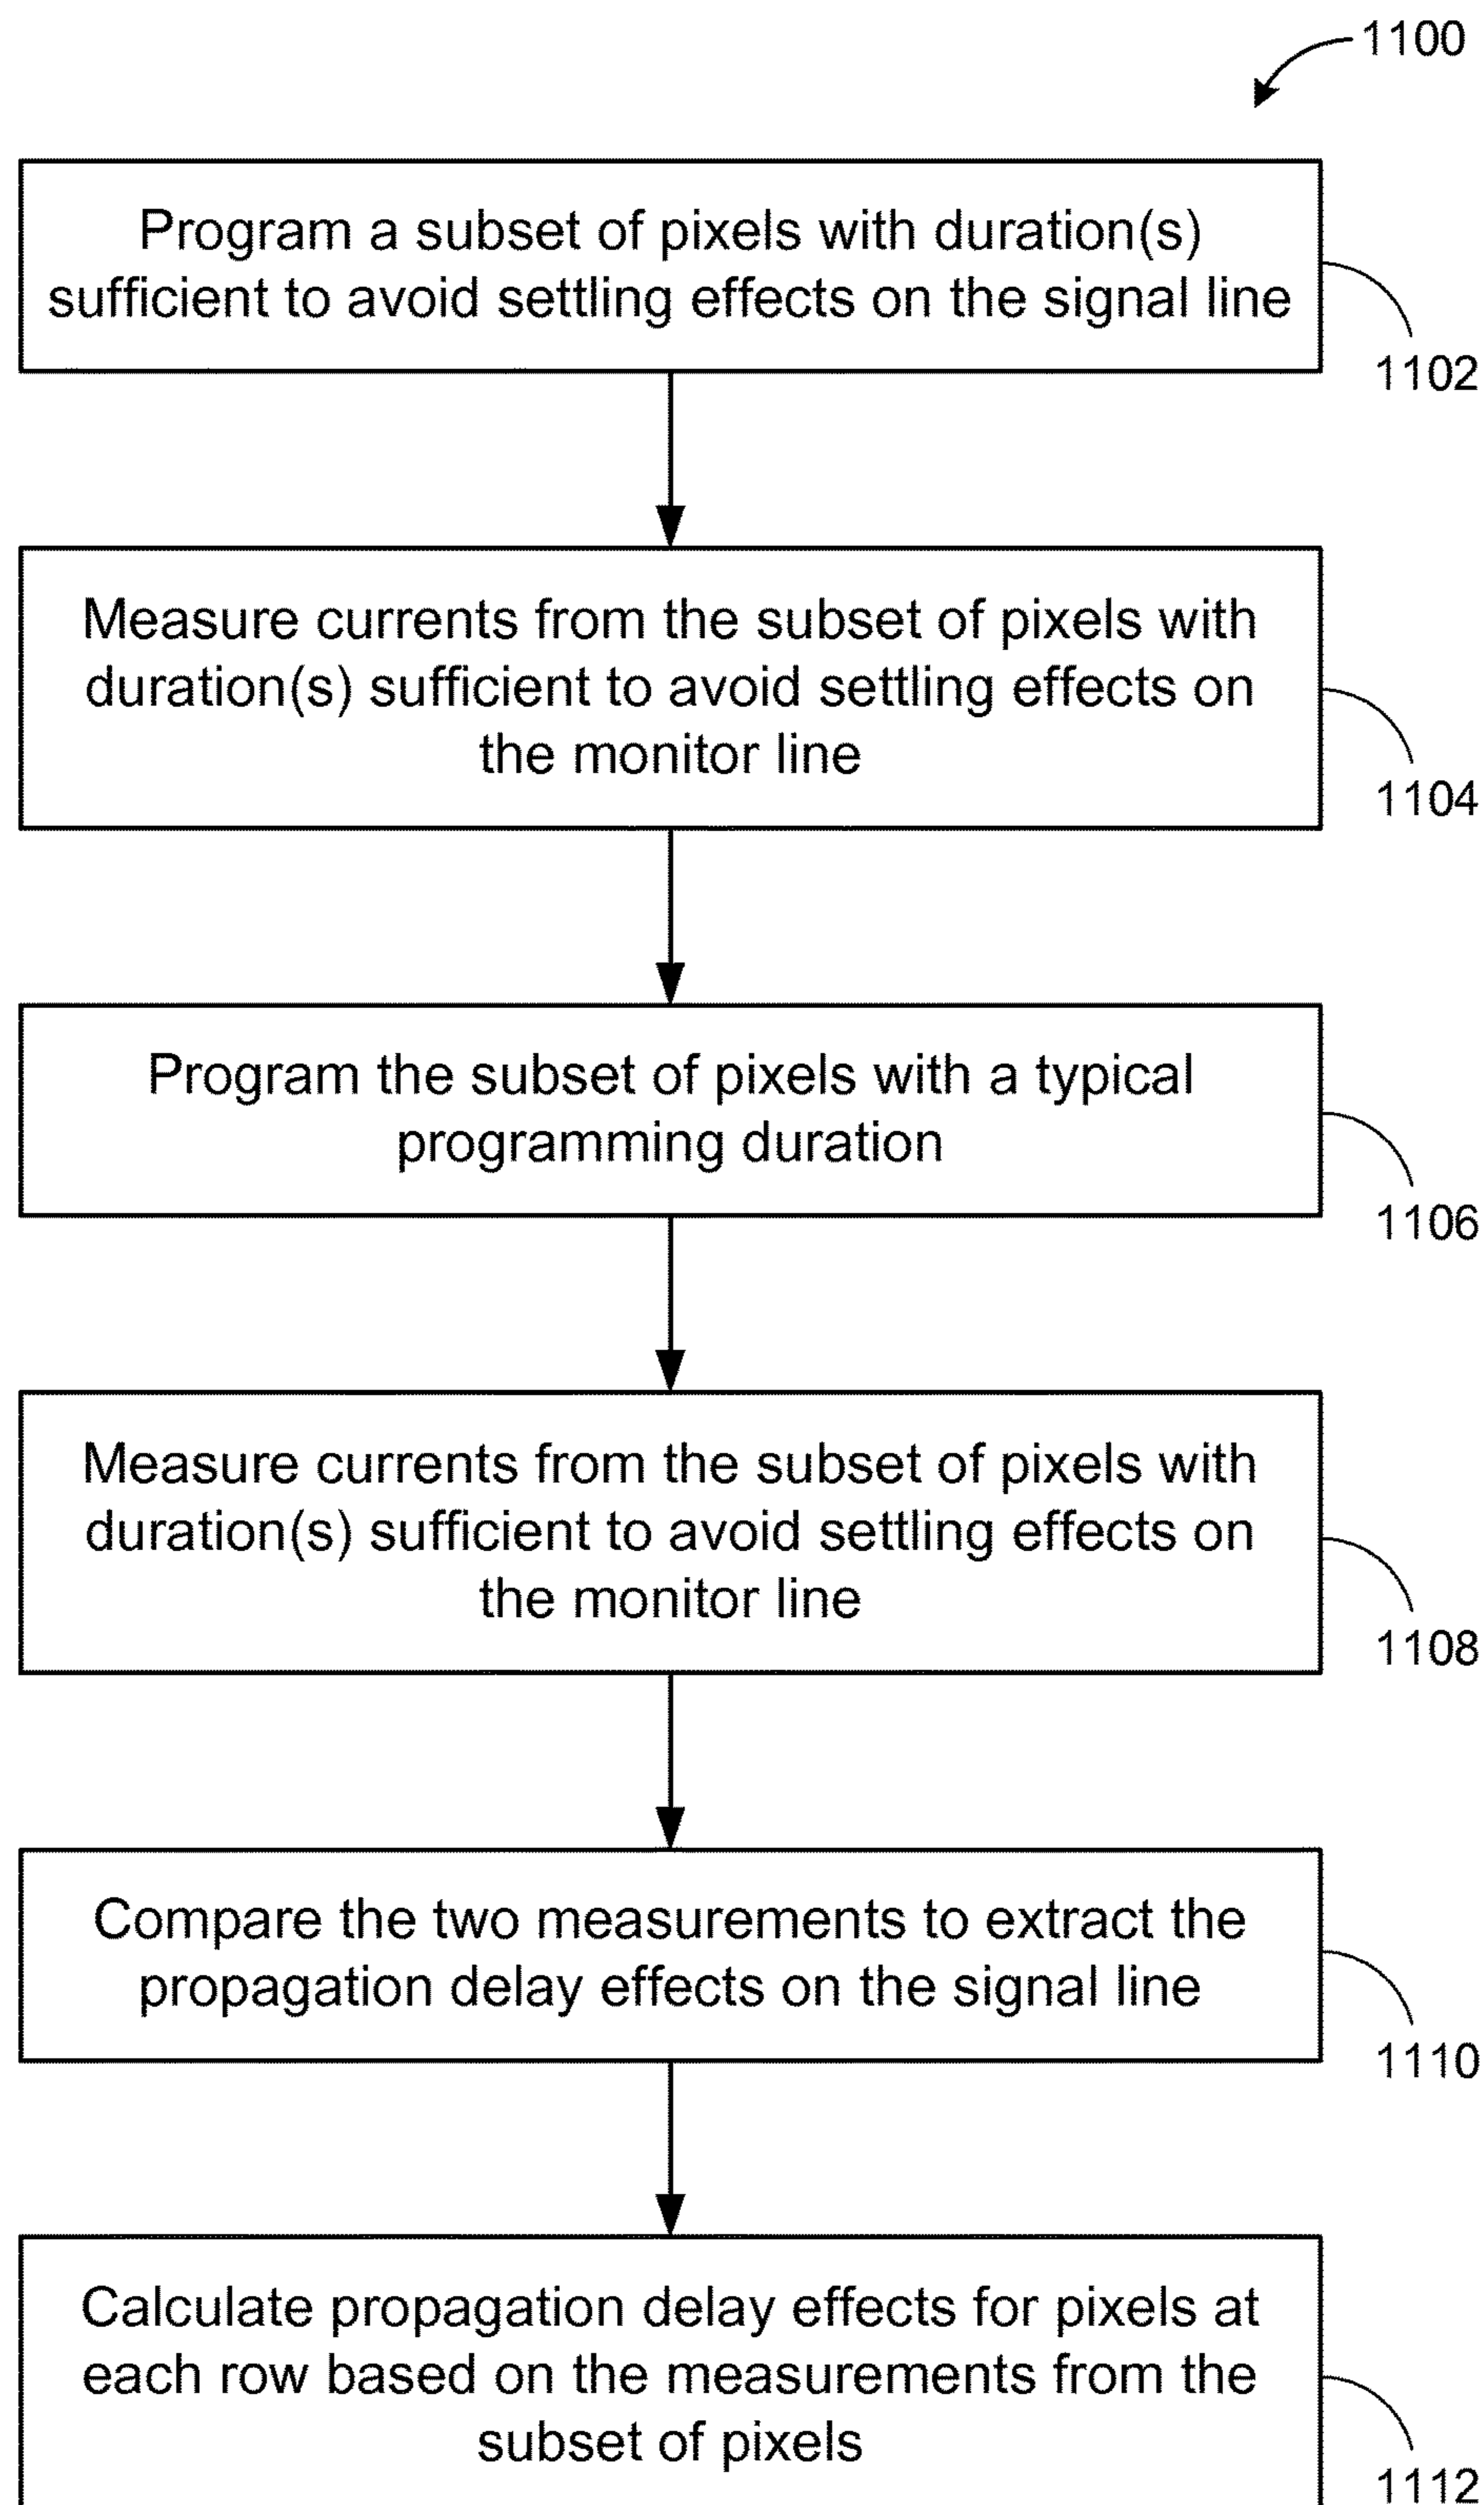 1100
Program a subset of pixels with duration(s)
sufficient to avoid settling effects on the signal line
1102
Measure currents from the subset of pixels with
duration(s) sufficient to avoid settling effects on
the monitor line
1104
Program the subset of pixels with a typical
programming duration
1106
Measure currents from the subset of pixels with
duration(s) sufficient to avoid settling effects on
the monitor line
1108
Compare the two measurements to extract the
propagation delay effects on the signal line
1110
Calculate propagation delay effects for pixels at
each row based on the measurements from the
subset of pixels
1112